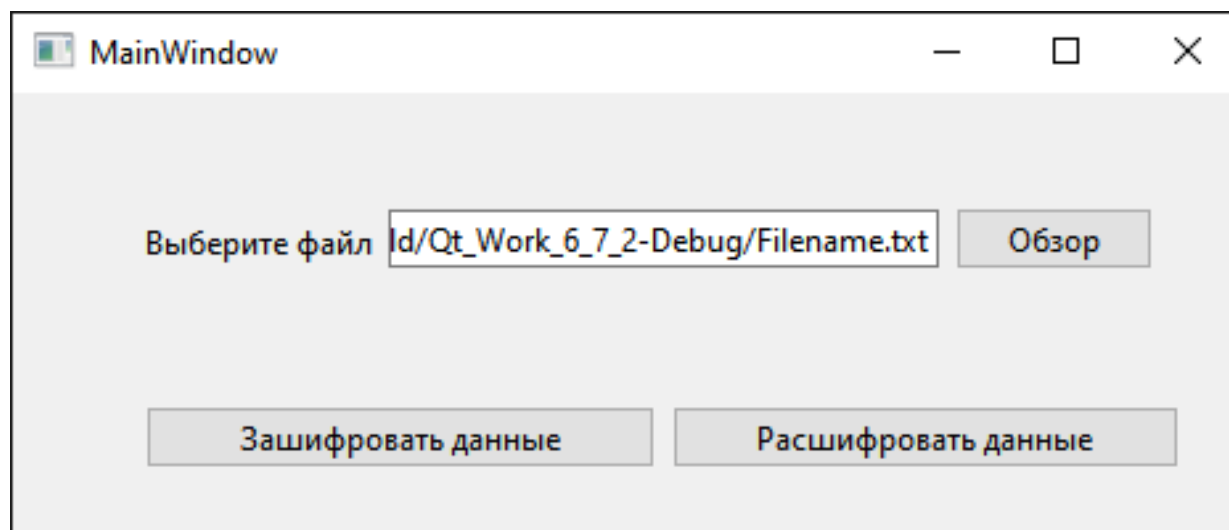 MainWindow
Выберите файл ld/Qt_Work_6_7_2-Debug/Filename.txt Обзор
Зашифровать данные Расшифровать данные